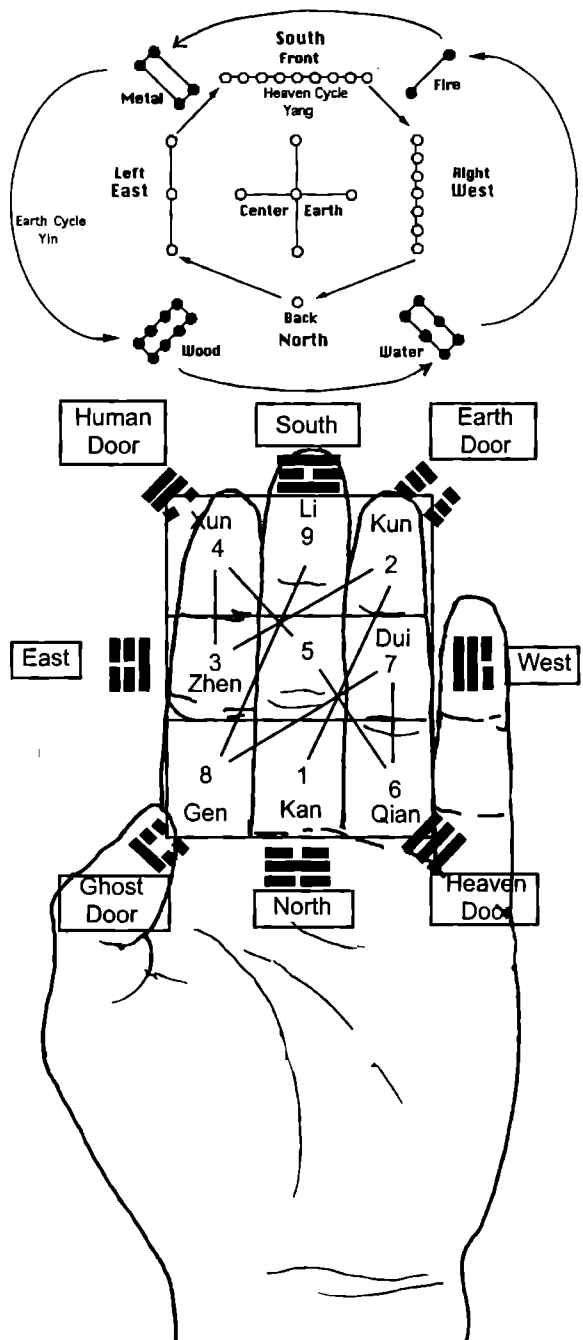 South
Front
Heaven Cycle
Yang
Metal
Fire
Left
East
Right
West
Center Earth
Earth Cycle
Yin
Back
North
Wood
Water
Human
Door
South
Earth
Door
Xun
4
Li
9
Kun
2
East
3
Zhen
5
Dui
7
West
8
Gen
1
Kan
6
Qian
Ghost
Door
North
Heaven
Door